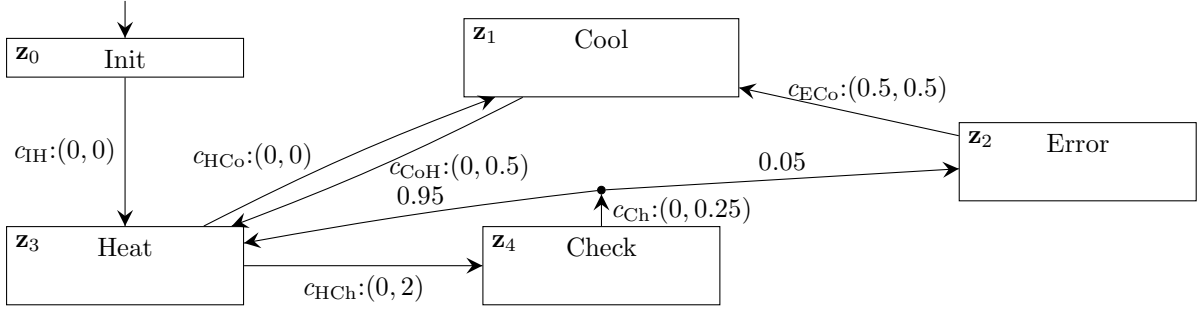 z₀ Init
z₁ Cool
c_ECo:(0.5, 0.5)
z₂ Error
c_IH:(0, 0)
c_HCo:(0, 0)
c_CoH:(0, 0.5)
0.05
0.95
c_Ch:(0, 0.25)
z₃ Heat
z₄ Check
c_HCh:(0, 2)